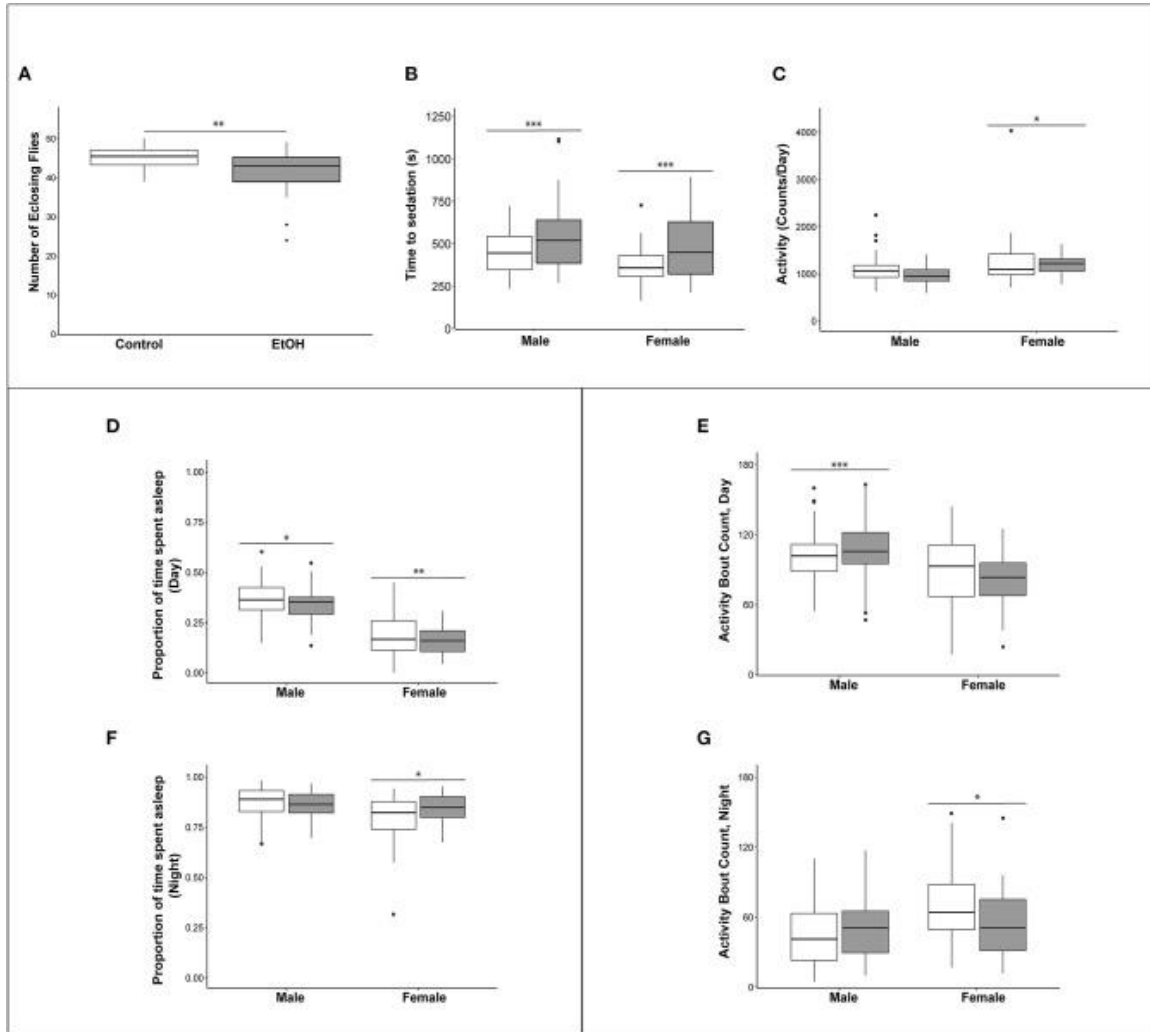 A
Number of Eclosing Flies
50
40
30
20
10
0
**
Control
EtOH
B
Time to sedation (s)
1250
1000
750
500
250
0
***
***
Male
Female
C
Activity (Counts/Day)
4000
3000
2000
1000
0
*
Male
Female
D
Proportion of time spent asleep
(Day)
1.00
0.75
0.50
0.25
0.00
*
**
Male
Female
E
Activity Bout Count, Day
180
120
60
0
***
Male
Female
F
Proportion of time spent asleep
(Night)
1.00
0.75
0.50
0.25
0.00
*
Male
Female
G
Activity Bout Count, Night
180
120
60
0
*
Male
Female